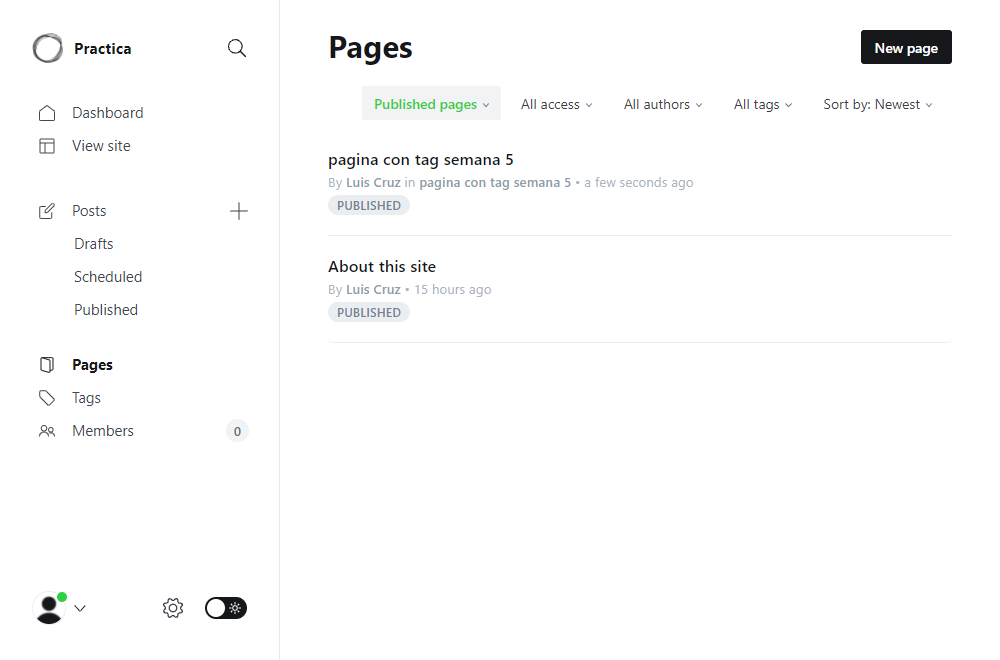 Practica
Dashboard
View site
Posts
Drafts
Scheduled
Published
Pages
Tags
Members 0
Pages
New page
Published pages All access All authors All tags Sort by: Newest
pagina con tag semana 5
By Luis Cruz in pagina con tag semana 5 • a few seconds ago
PUBLISHED
About this site
By Luis Cruz • 15 hours ago
PUBLISHED